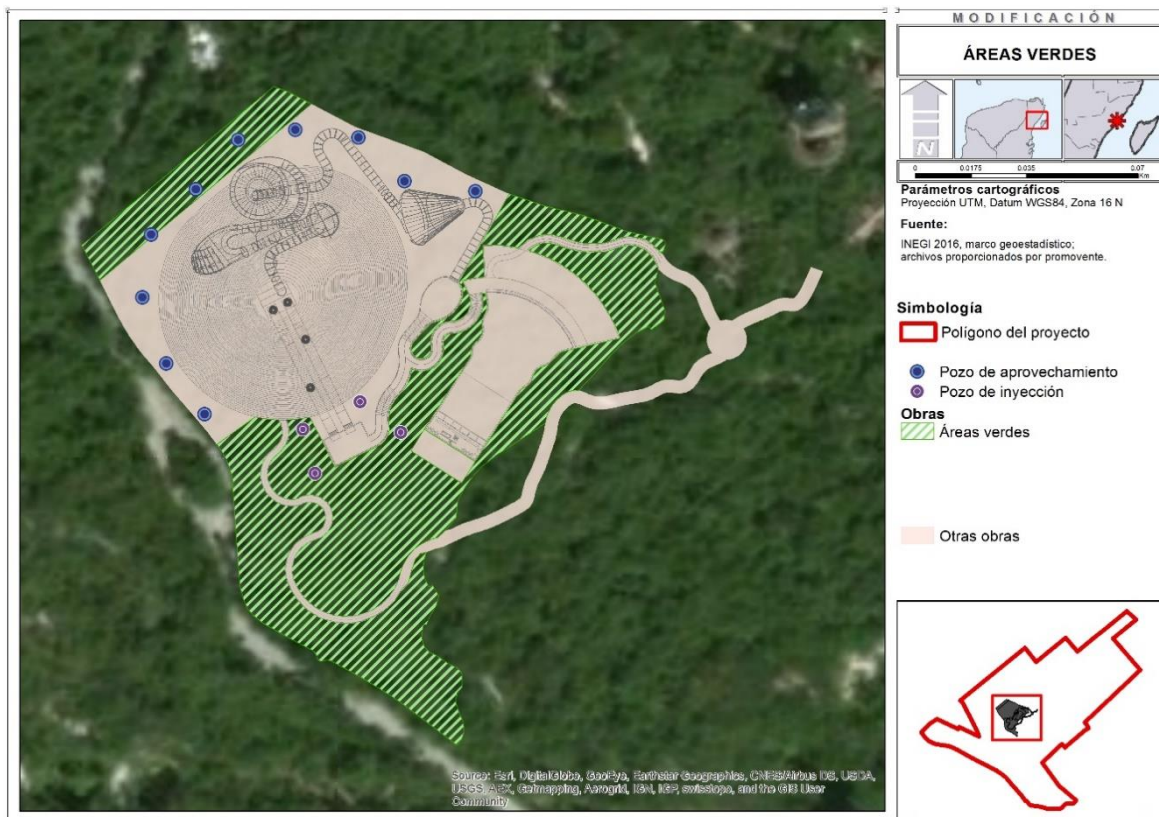 MODIFICACIÓN
ÁREAS VERDES
N
0 0.0175 0.035 0.07
Km
Parámetros cartográficos
Proyección UTM, Datum WGS84, Zona 16 N
Fuente:
INEGI 2016, marco geoestadístico;
archivos proporcionados por promovente.
Simbología
Polígono del proyecto
Pozo de aprovechamiento
Pozo de inyección
Obras
Áreas verdes
Otras obras
Source: Esri, DigitalGlobe, GeoEye, Earthstar Geographics, CNES/Airbus DS, USDA,
USGS, AEX, Getmapping, Aerogrid, IGN, IGP, swisstopo, and the GIS User
Community